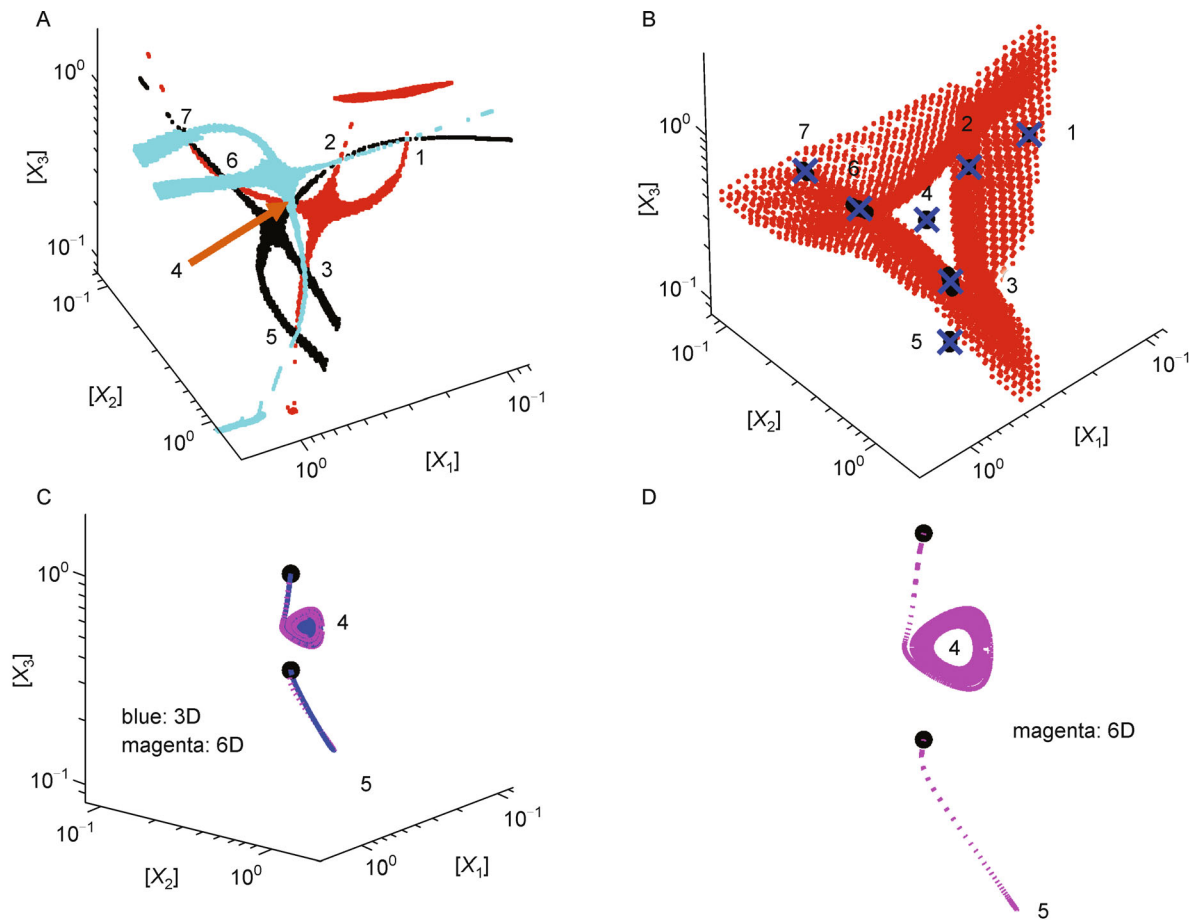 A
10⁰
10⁻¹
[X₃]
7
6
2
1
4
3
5
10⁻¹
[X₂]
10⁰
10⁰
[X₁]
10⁻¹
B
10⁰
10⁻¹
[X₃]
7
6
2
1
4
3
5
10⁻¹
[X₂]
10⁰
10⁰
[X₁]
10⁻¹
C
10⁰
10⁻¹
[X₃]
4
blue: 3D
magenta: 6D
5
10⁻¹
[X₂]
10⁰
10⁰
[X₁]
10⁻¹
D
4
magenta: 6D
5